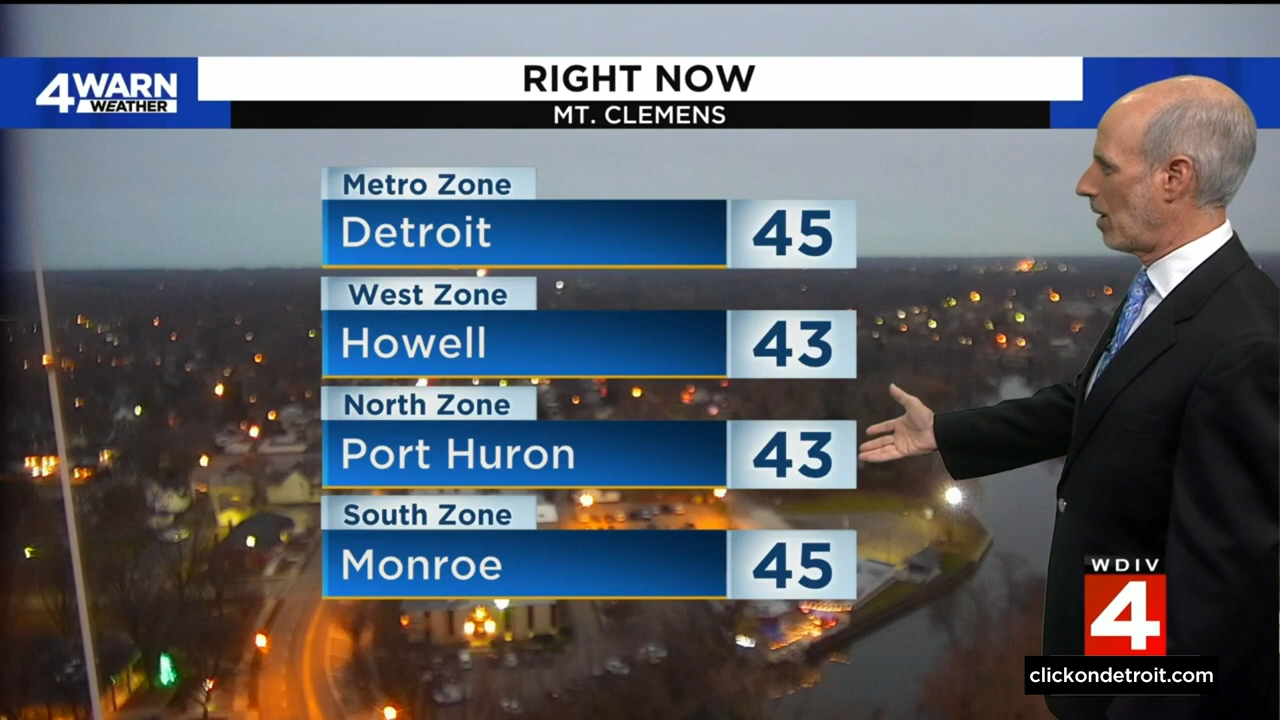 4WARN
WEATHER
RIGHT NOW
MT. CLEMENS
Metro Zone
Detroit 45
West Zone
Howell 43
North Zone
Port Huron 43
South Zone
Monroe 45
WDIV
4
clickondetroit.com